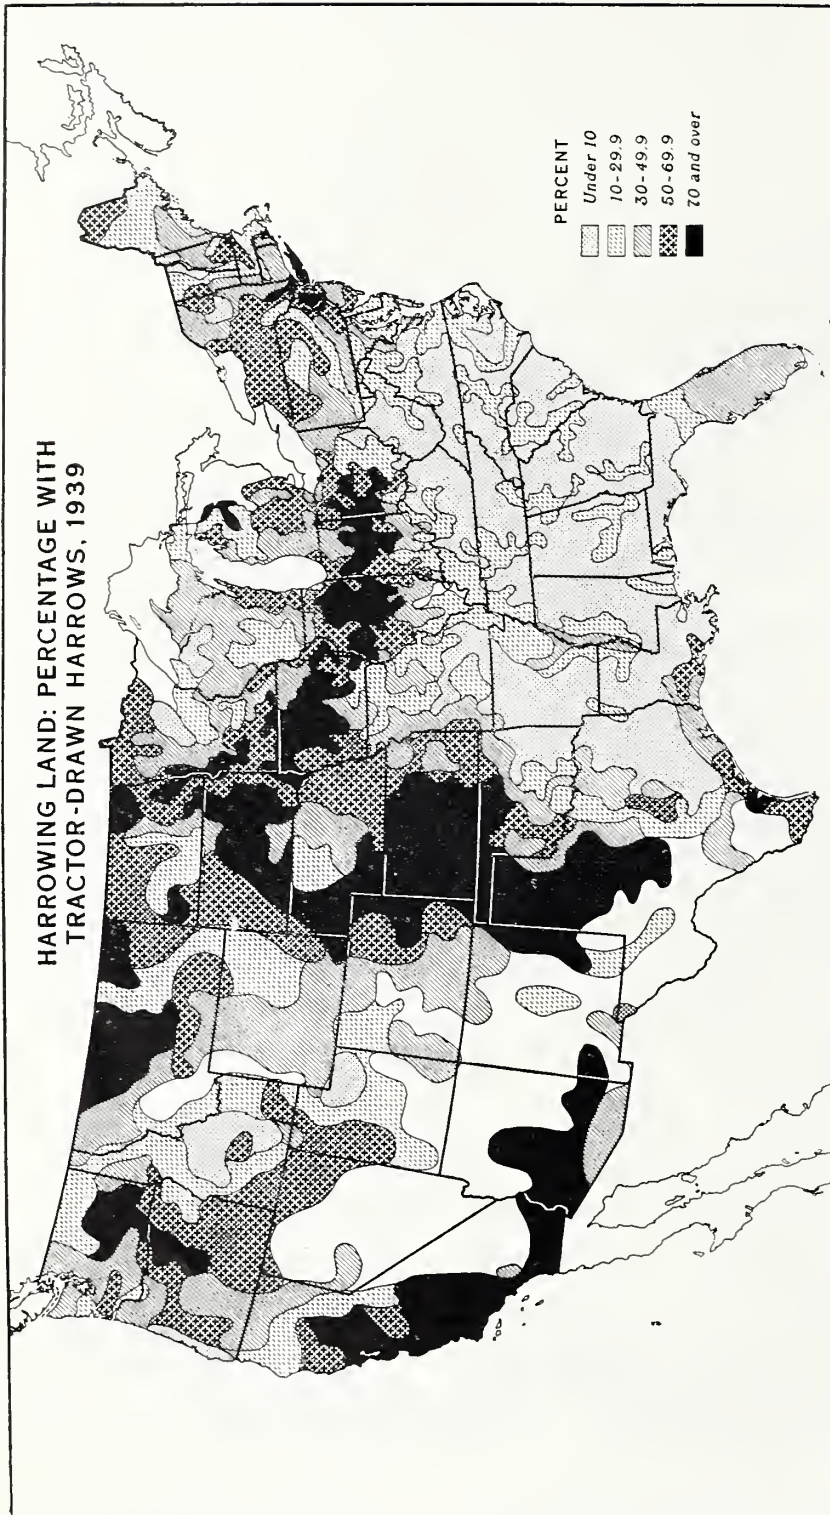 HARROWING LAND: PERCENTAGE WITH
TRACTOR-DRAWN HARROWS, 1939
PERCENT
Under 10
10-29.9
30-49.9
50-69.9
70 and over